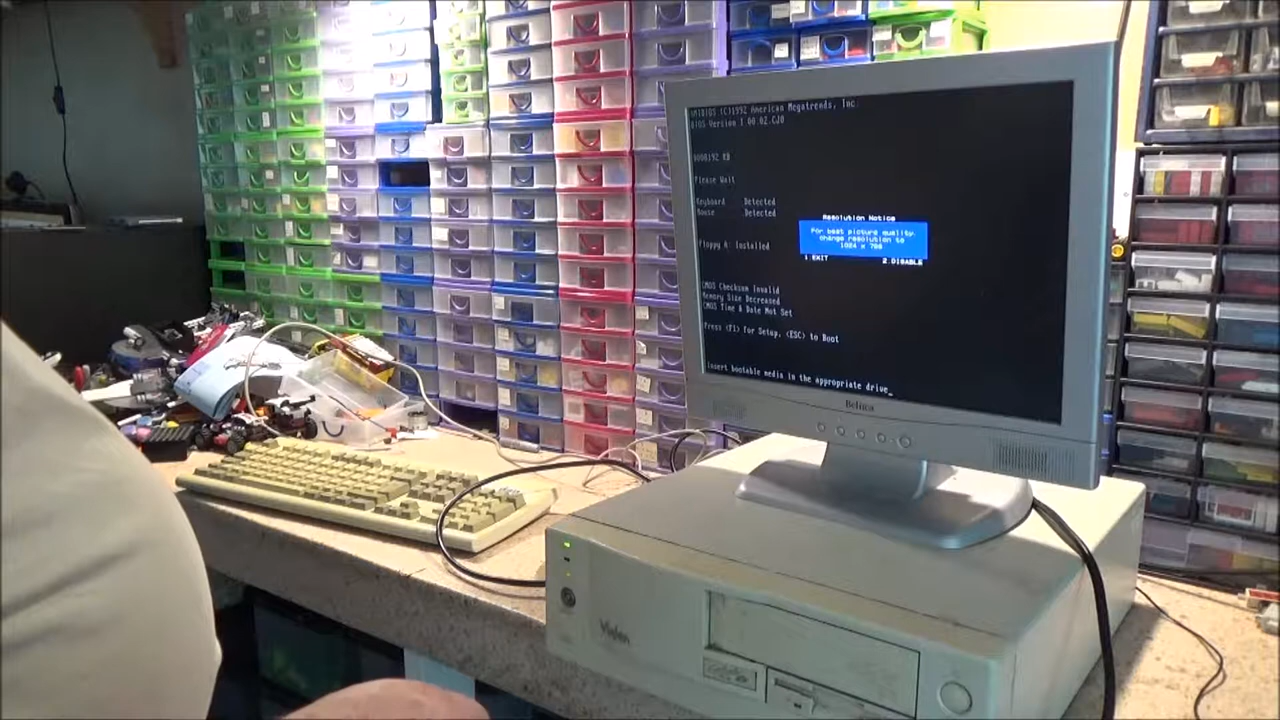 AMIBIOS (C)1992 American Megatrends, Inc.
BIOS Version 1.00.02.CJ0
0008192 KB
Please Wait
Keyboard Detected
Mouse Detected
Resolution Notice
For best picture quality,
change resolution to
1024 x 768
1.EXIT 2.DISABLE
Floppy A: Installed
CMOS Checksum Invalid
Memory Size Decreased
CMOS Time & Date Not Set
Press <F1> for Setup, <ESC> to Boot
Insert bootable media in the appropriate drive_
Belinea